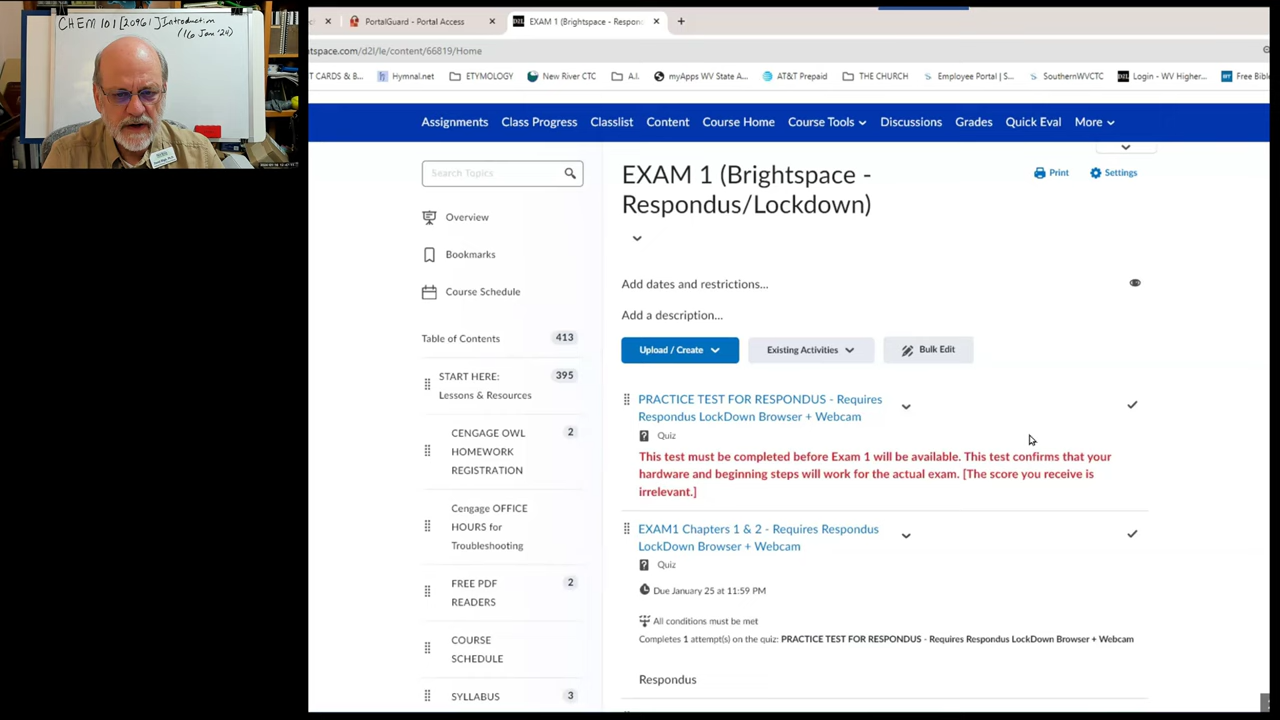 CHEM 101 [20961] Introduction
(16 Jan '24)
PortalGuard - Portal Access
EXAM 1 (Brightspace - Respon
htspace.com/d2l/le/content/66819/Home
IT CARDS & B...
Hymnal.net
ETYMOLOGY
New River CTC
A.I.
myApps WV State A...
AT&T Prepaid
THE CHURCH
Employee Portal | S...
SouthernWVCTC
D2L
Login - WV Higher...
Free Bible
Assignments
Class Progress
Classlist
Content
Course Home
Course Tools
Discussions
Grades
Quick Eval
More
Search Topics
Overview
Bookmarks
Course Schedule
Table of Contents 413
START HERE: 395
Lessons & Resources
CENGAGE OWL 2
HOMEWORK
REGISTRATION
Cengage OFFICE
HOURS for
Troubleshooting
FREE PDF 2
READERS
COURSE
SCHEDULE
SYLLABUS 3
EXAM 1 (Brightspace -
Respondus/Lockdown)
Print
Settings
Add dates and restrictions...
Add a description...
Upload / Create
Existing Activities
Bulk Edit
PRACTICE TEST FOR RESPONDUS - Requires
Respondus LockDown Browser + Webcam
Quiz
This test must be completed before Exam 1 will be available. This test confirms that your
hardware and beginning steps will work for the actual exam. [The score you receive is
irrelevant.]
EXAM1 Chapters 1 & 2 - Requires Respondus
LockDown Browser + Webcam
Quiz
Due January 25 at 11:59 PM
All conditions must be met
Completes 1 attempt(s) on the quiz: PRACTICE TEST FOR RESPONDUS - Requires Respondus LockDown Browser + Webcam
Respondus